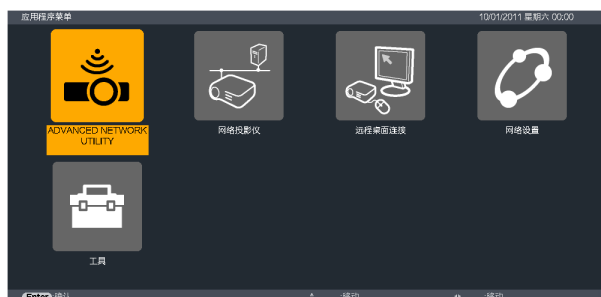 应用程序菜单
10/01/2011 星期六 00:00
ADVANCED NETWORK
UTILITY
网络投影仪
远程桌面连接
网络设置
工具
Enter :确认
:移动
:移动